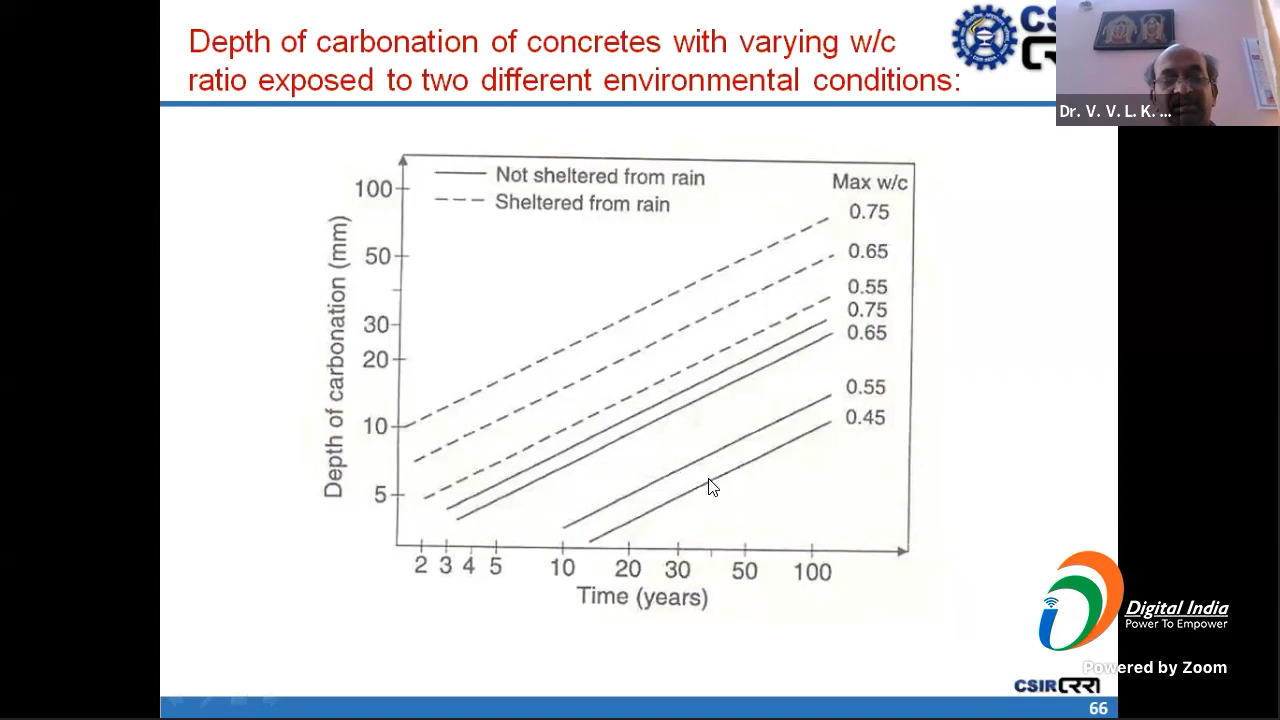 Depth of carbonation of concretes with varying w/c
ratio exposed to two different environmental conditions:
Dr. V. V. L. K. ...
Not sheltered from rain
Sheltered from rain
Max w/c
0.75
0.65
0.55
0.75
0.65
0.55
0.45
Depth of carbonation (mm)
100
50
30
20
10
5
2 3 4 5 10 20 30 50 100
Time (years)
Digital India
Power To Empower
Powered by Zoom
CSIR
66